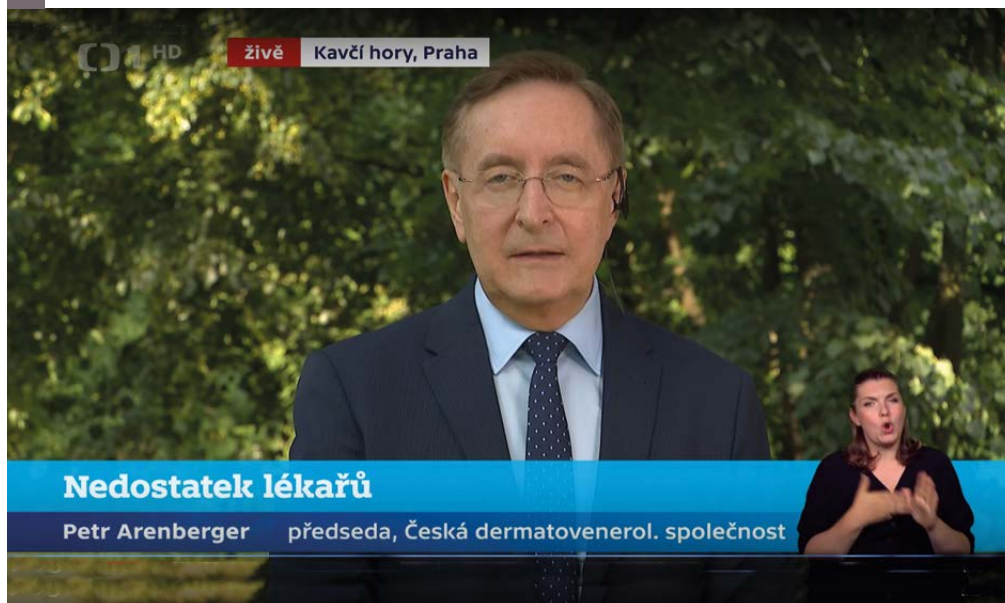 ČT1 HD
živě Kavčí hory, Praha
Nedostatek lékařů
Petr Arenberger předseda, Česká dermatovenerol. společnost